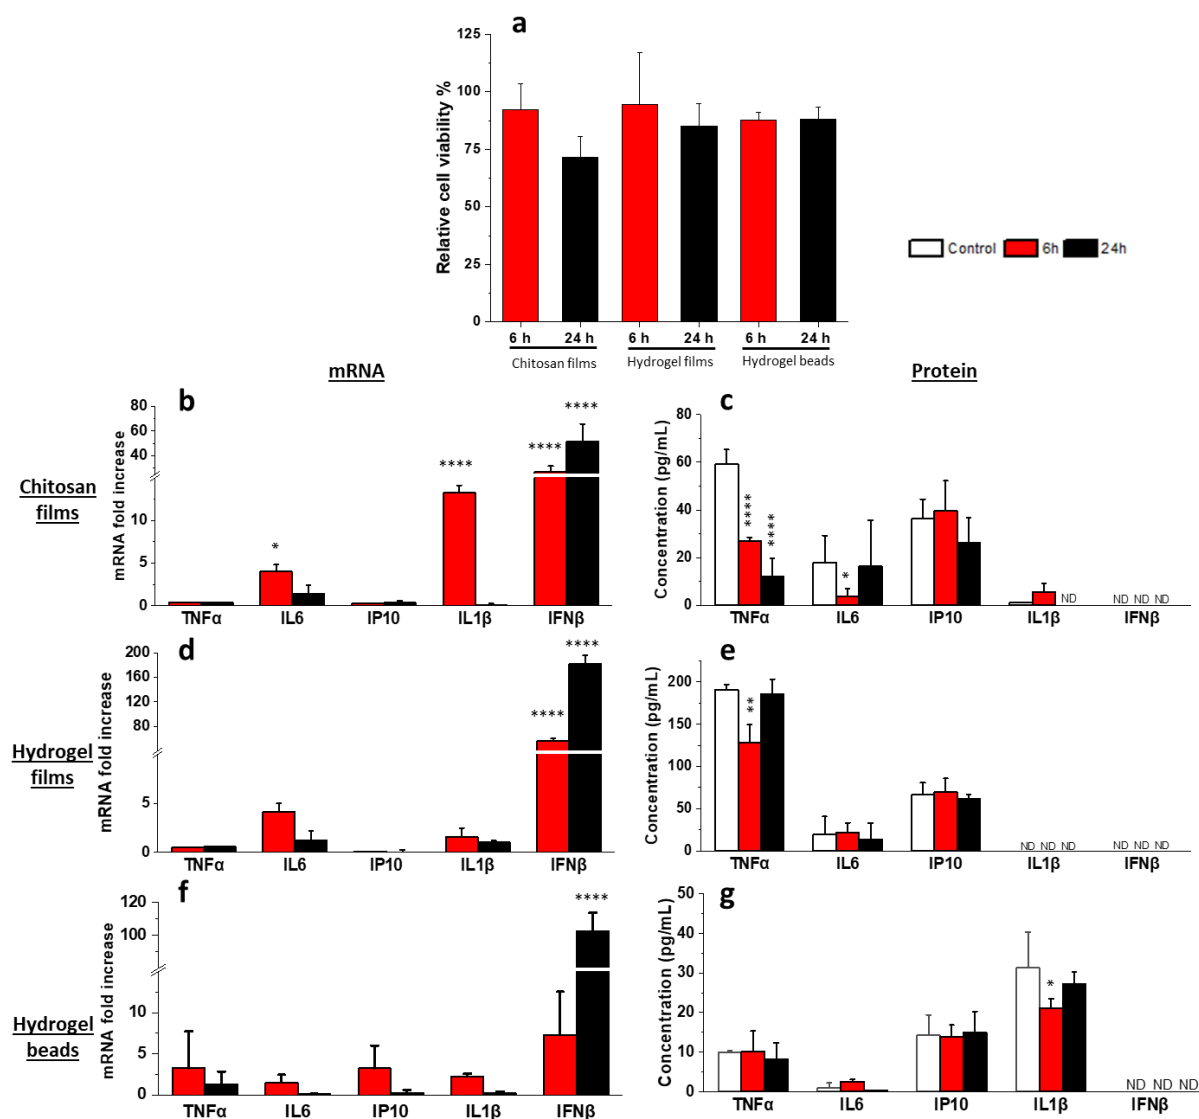 a
Relative cell viability %
125
100
75
50
25
0
6 h 24 h 6 h 24 h 6 h 24 h
Chitosan films Hydrogel films Hydrogel beads
Control 6h 24h
mRNA
Protein
Chitosan
films
b
mRNA fold increase
80
60
40
10
5
0
* **** **** ****
TNFα IL6 IP10 IL1β IFNβ
c
Concentration (pg/mL)
80
60
40
20
0
**** **** *
ND ND ND ND
TNFα IL6 IP10 IL1β IFNβ
Hydrogel
films
d
mRNA fold increase
200
160
120
80
5
0
**** ****
TNFα IL6 IP10 IL1β IFNβ
e
Concentration (pg/mL)
200
150
100
50
0
**
ND ND ND ND ND ND
TNFα IL6 IP10 IL1β IFNβ
Hydrogel
beads
f
mRNA fold increase
120
100
10
5
0
****
TNFα IL6 IP10 IL1β IFNβ
g
Concentration (pg/mL)
50
40
30
20
10
0
*
ND ND ND
TNFα IL6 IP10 IL1β IFNβ